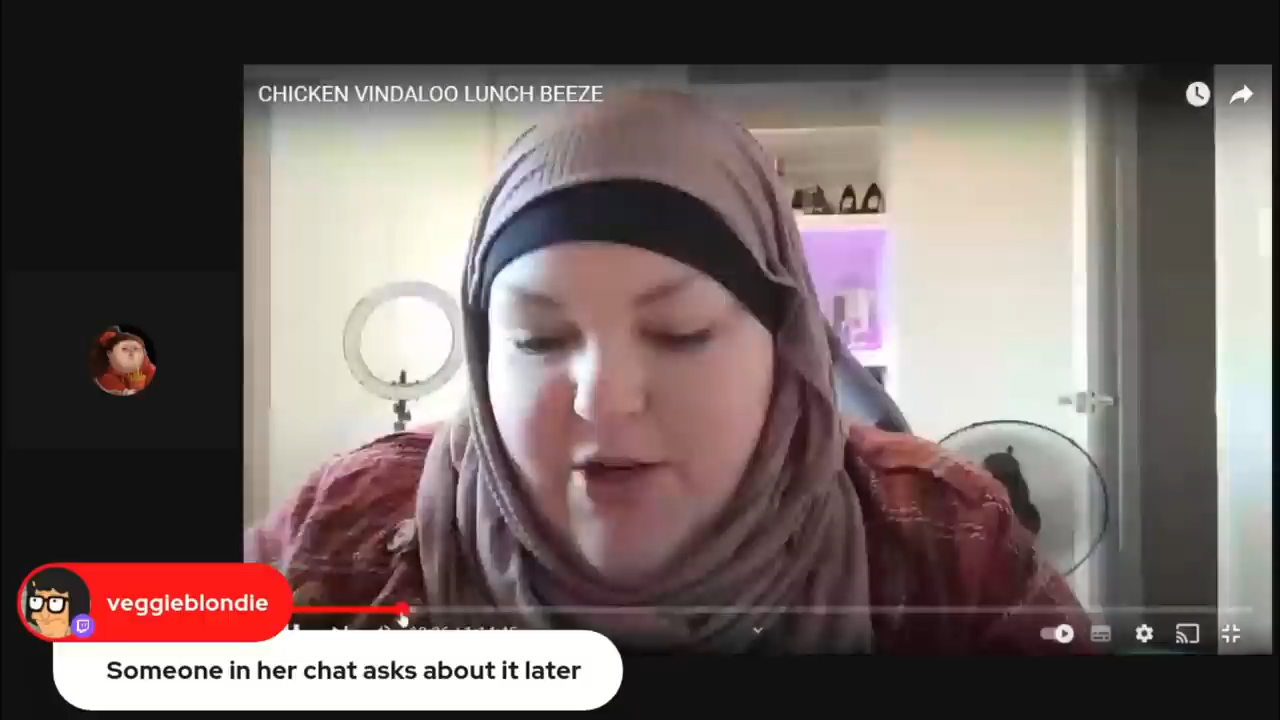 CHICKEN VINDALOO LUNCH BEEZE
veggieblondie
Someone in her chat asks about it later